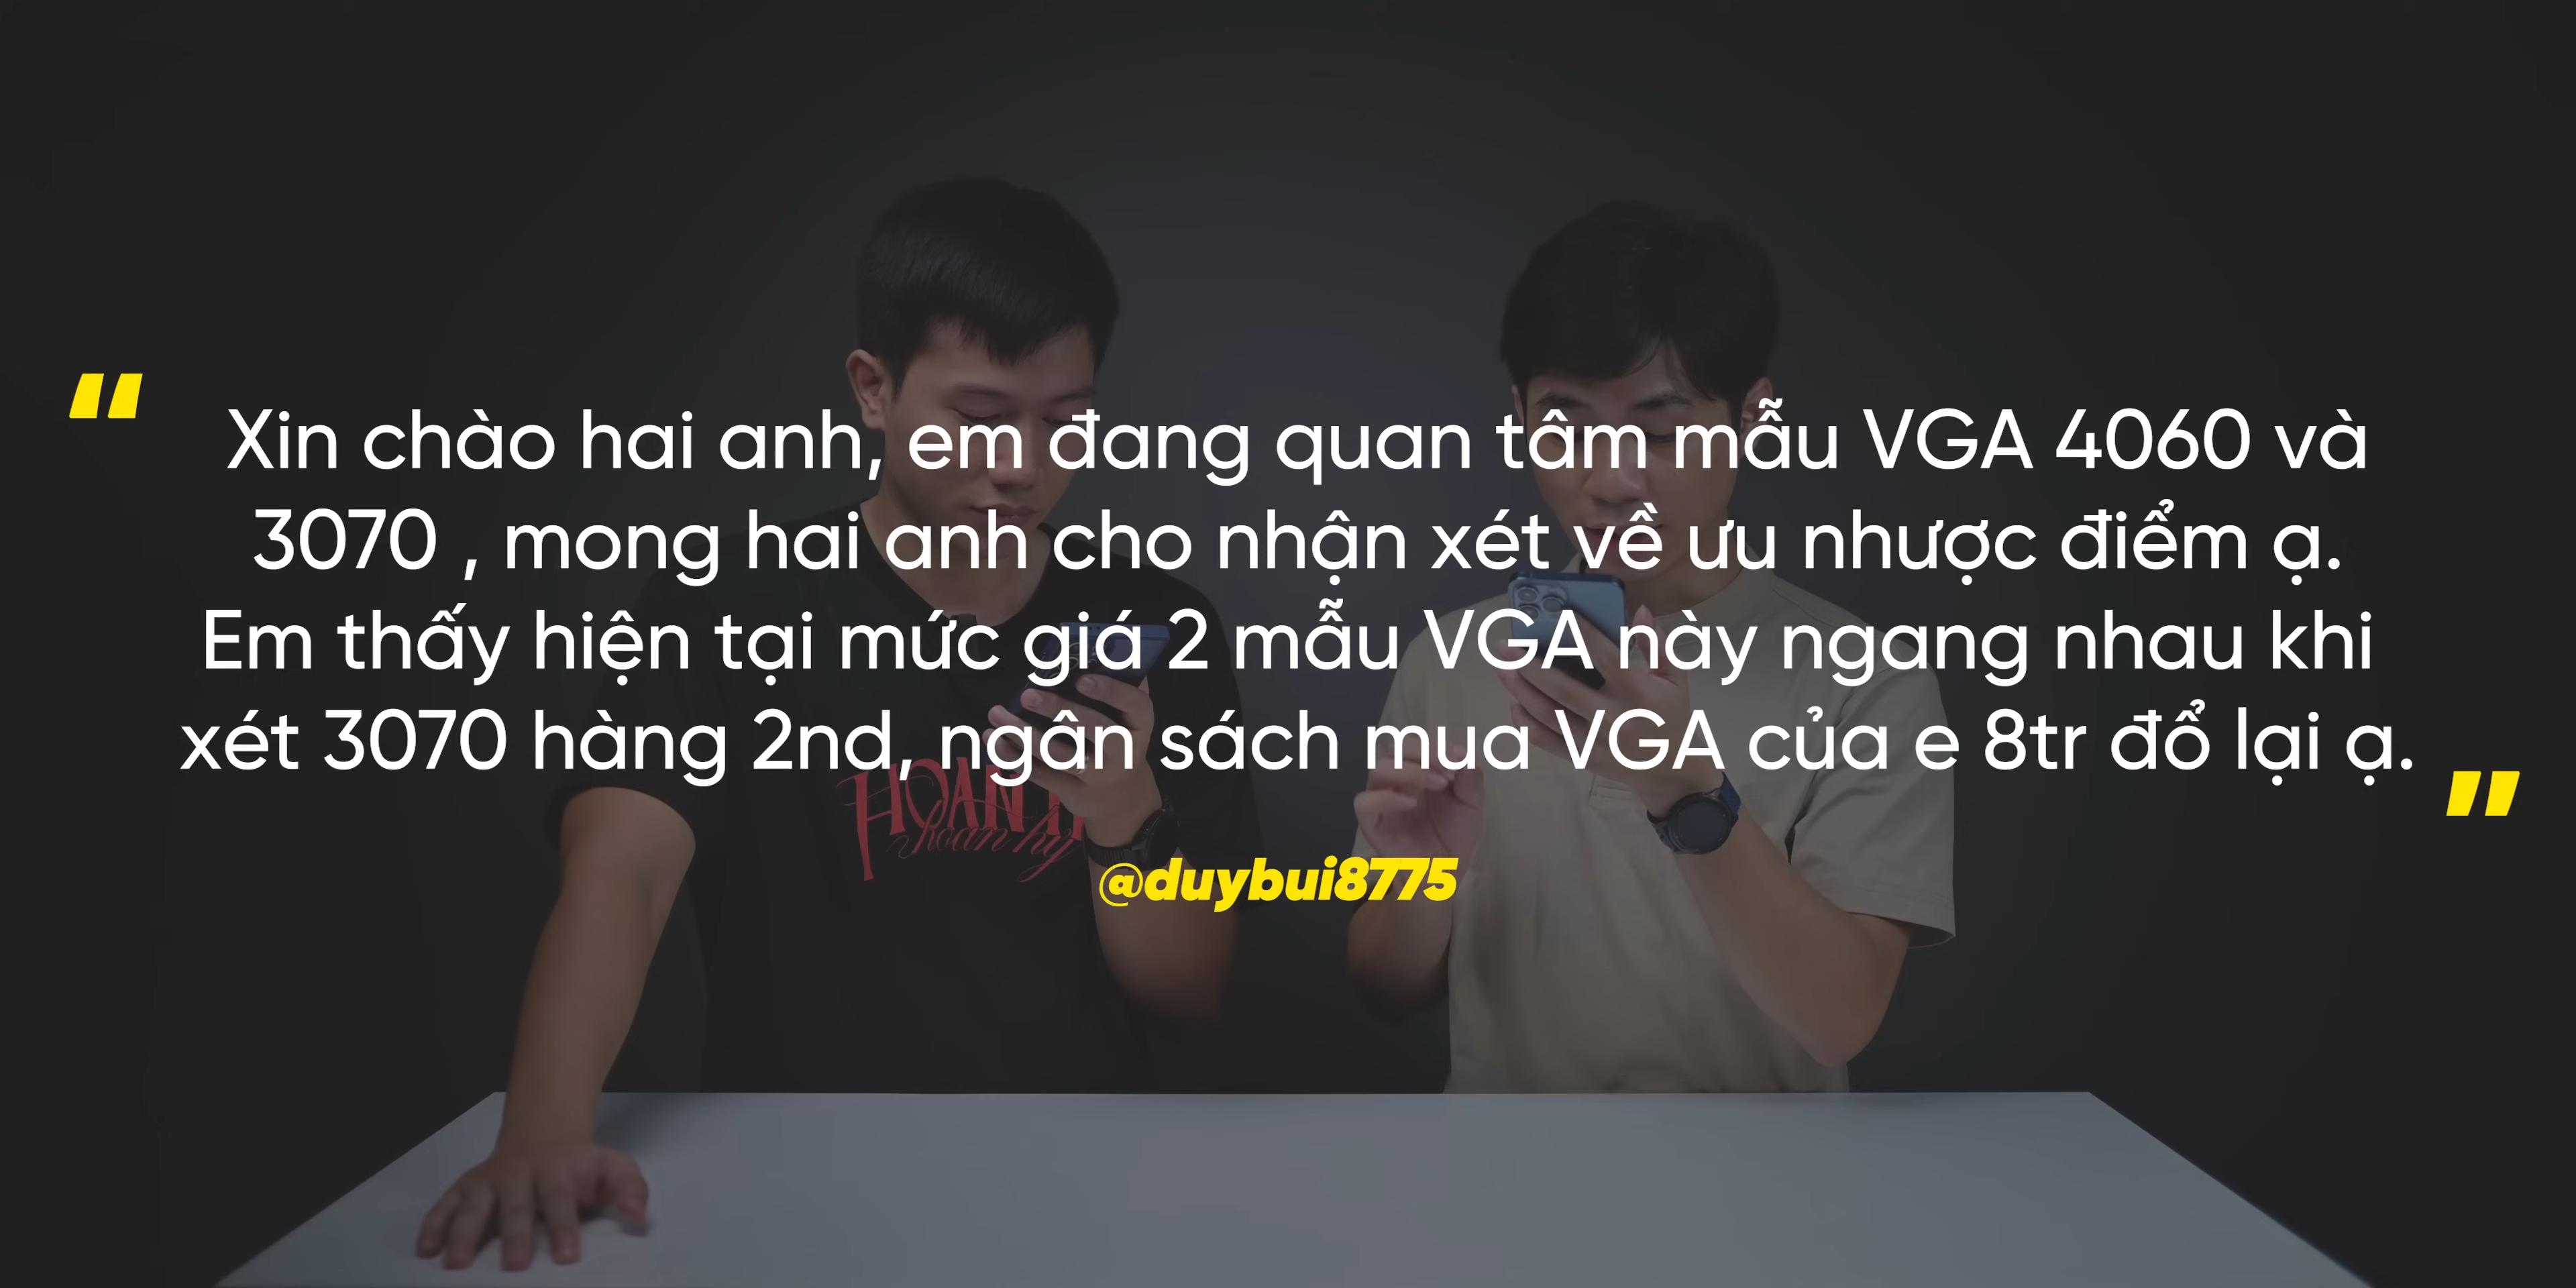 “
Xin chào hai anh, em đang quan tâm mẫu VGA 4060 và
3070 , mong hai anh cho nhận xét về ưu nhược điểm ạ.
Em thấy hiện tại mức giá 2 mẫu VGA này ngang nhau khi
xét 3070 hàng 2nd, ngân sách mua VGA của e 8tr đổ lại ạ.
”
@duybui8775
hoan hỷ